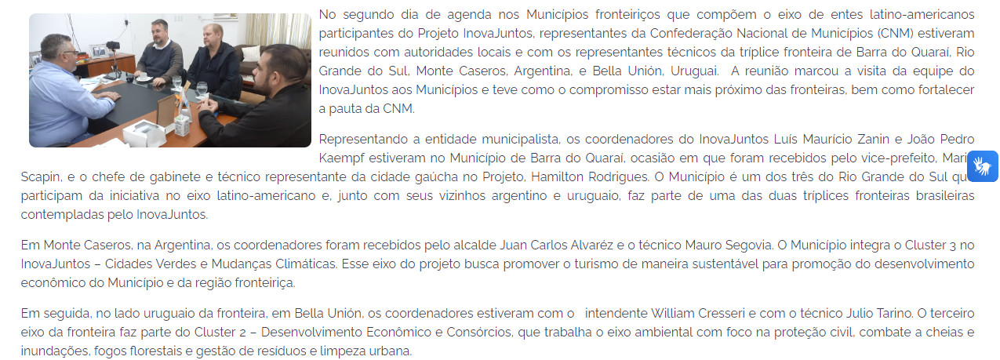 No segundo dia de agenda nos Municípios fronteiriços que compõem o eixo de entes latino-americanos
participantes do Projeto InovaJuntos, representantes da Confederação Nacional de Municípios (CNM) estiveram
reunidos com autoridades locais e com os representantes técnicos da tríplice fronteira de Barra do Quaraí, Rio
Grande do Sul, Monte Caseros, Argentina, e Bella Unión, Uruguai. A reunião marcou a visita da equipe do
InovaJuntos aos Municípios e teve como o compromisso estar mais próximo das fronteiras, bem como fortalecer
a pauta da CNM.
Representando a entidade municipalista, os coordenadores do InovaJuntos Luís Maurício Zanin e João Pedro
Kaempf estiveram no Município de Barra do Quaraí, ocasião em que foram recebidos pelo vice-prefeito, Mari
Scapin, e o chefe de gabinete e técnico representante da cidade gaúcha no Projeto, Hamilton Rodrigues. O Município é um dos três do Rio Grande do Sul qu
participam da iniciativa no eixo latino-americano e, junto com seus vizinhos argentino e uruguaio, faz parte de uma das duas tríplices fronteiras brasileiras
contempladas pelo InovaJuntos.
Em Monte Caseros, na Argentina, os coordenadores foram recebidos pelo alcalde Juan Carlos Alvaréz e o técnico Mauro Segovia. O Município integra o Cluster 3 no
InovaJuntos – Cidades Verdes e Mudanças Climáticas. Esse eixo do projeto busca promover o turismo de maneira sustentável para promoção do desenvolvimento
econômico do Município e da região fronteiriça.
Em seguida, no lado uruguaio da fronteira, em Bella Unión, os coordenadores estiveram com o intendente William Cresseri e com o técnico Julio Tarino. O terceiro
eixo da fronteira faz parte do Cluster 2 – Desenvolvimento Econômico e Consórcios, que trabalha o eixo ambiental com foco na proteção civil, combate a cheias e
inundações, fogos florestais e gestão de resíduos e limpeza urbana.